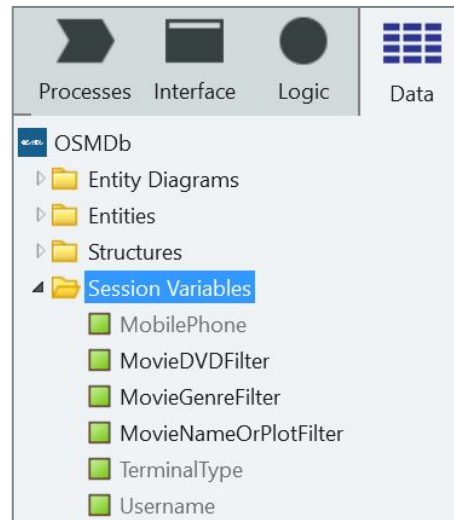 Processes Interface Logic Data
OSMDb
Entity Diagrams
Entities
Structures
Session Variables
MobilePhone
MovieDVDFilter
MovieGenreFilter
MovieNameOrPlotFilter
TerminalType
Username